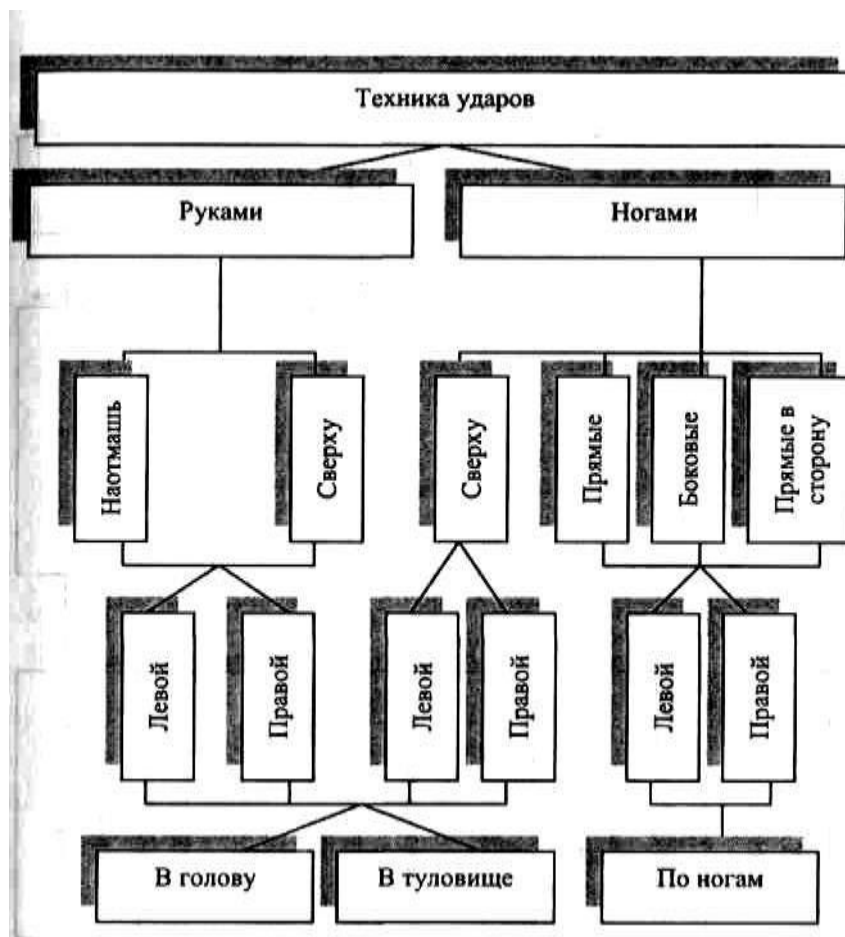 Техника ударов
Руками
Ногами
Наотмашь
Сверху
Сверху
Прямые
Боковые
Прямые в
сторону
Левой
Правой
Левой
Правой
Левой
Правой
В голову
В туловище
По ногам